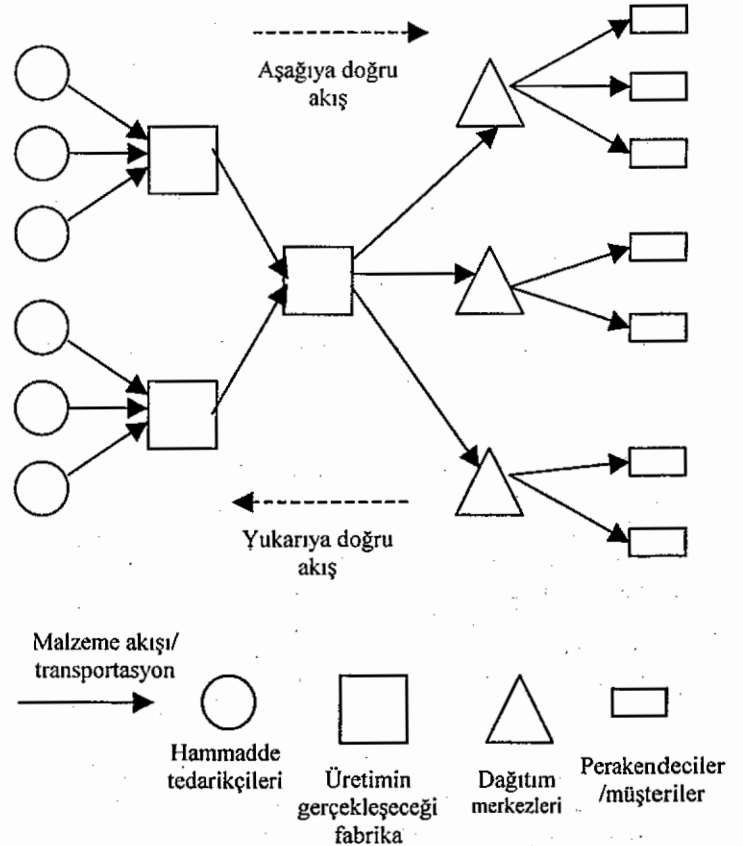 Aşağıya doğru
akış
Yukarıya doğru
akış
Malzeme akışı/
transportasyon
Hammadde
tedarikçileri
Üretimin
gerçekleşeceği
fabrika
Dağıtım
merkezleri
Perakendeciler
/müşteriler